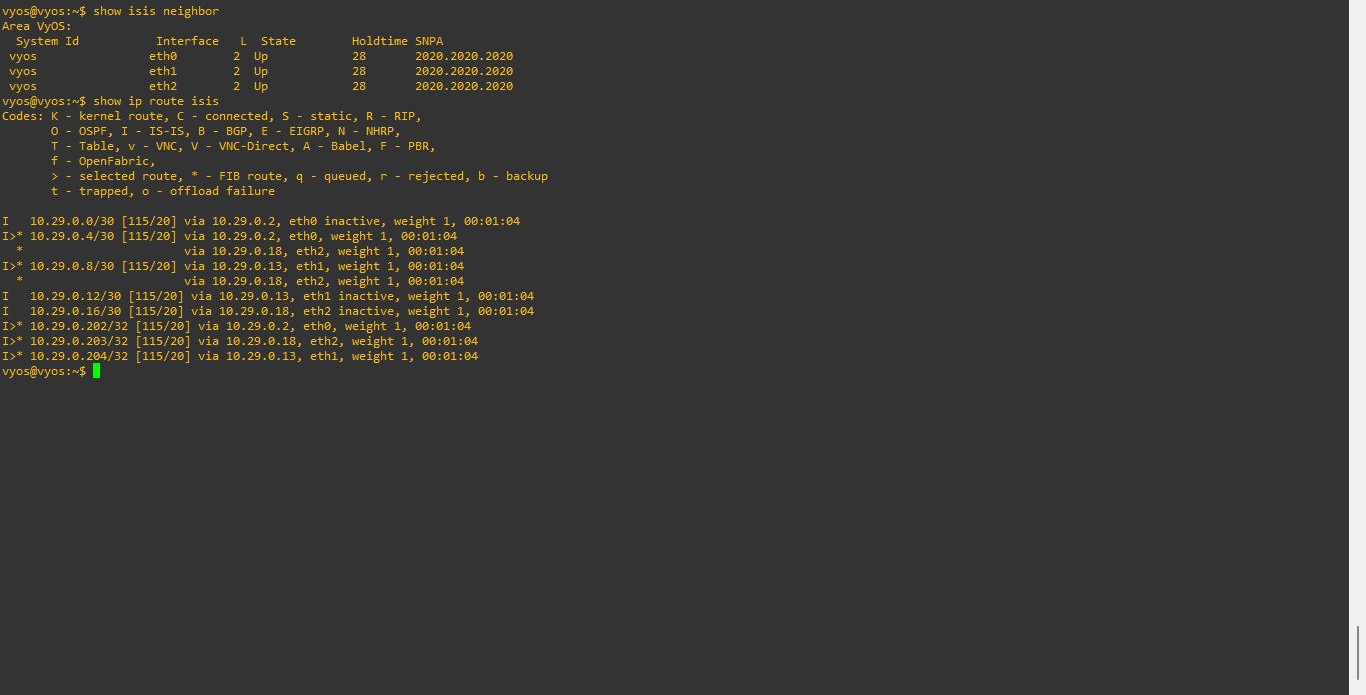 vyos@vyos:~$ show isis neighbor
Area VyOS:
  System Id           Interface   L  State        Holdtime SNPA
 vyos                eth0        2  Up            28       2020.2020.2020
 vyos                eth1        2  Up            28       2020.2020.2020
 vyos                eth2        2  Up            28       2020.2020.2020
vyos@vyos:~$ show ip route isis
Codes: K - kernel route, C - connected, S - static, R - RIP,
       O - OSPF, I - IS-IS, B - BGP, E - EIGRP, N - NHRP,
       T - Table, v - VNC, V - VNC-Direct, A - Babel, F - PBR,
       f - OpenFabric,
       > - selected route, * - FIB route, q - queued, r - rejected, b - backup
       t - trapped, o - offload failure

I   10.29.0.0/30 [115/20] via 10.29.0.2, eth0 inactive, weight 1, 00:01:04
I>* 10.29.0.4/30 [115/20] via 10.29.0.2, eth0, weight 1, 00:01:04
  *                       via 10.29.0.18, eth2, weight 1, 00:01:04
I>* 10.29.0.8/30 [115/20] via 10.29.0.13, eth1, weight 1, 00:01:04
  *                       via 10.29.0.18, eth2, weight 1, 00:01:04
I   10.29.0.12/30 [115/20] via 10.29.0.13, eth1 inactive, weight 1, 00:01:04
I   10.29.0.16/30 [115/20] via 10.29.0.18, eth2 inactive, weight 1, 00:01:04
I>* 10.29.0.202/32 [115/20] via 10.29.0.2, eth0, weight 1, 00:01:04
I>* 10.29.0.203/32 [115/20] via 10.29.0.18, eth2, weight 1, 00:01:04
I>* 10.29.0.204/32 [115/20] via 10.29.0.13, eth1, weight 1, 00:01:04
vyos@vyos:~$